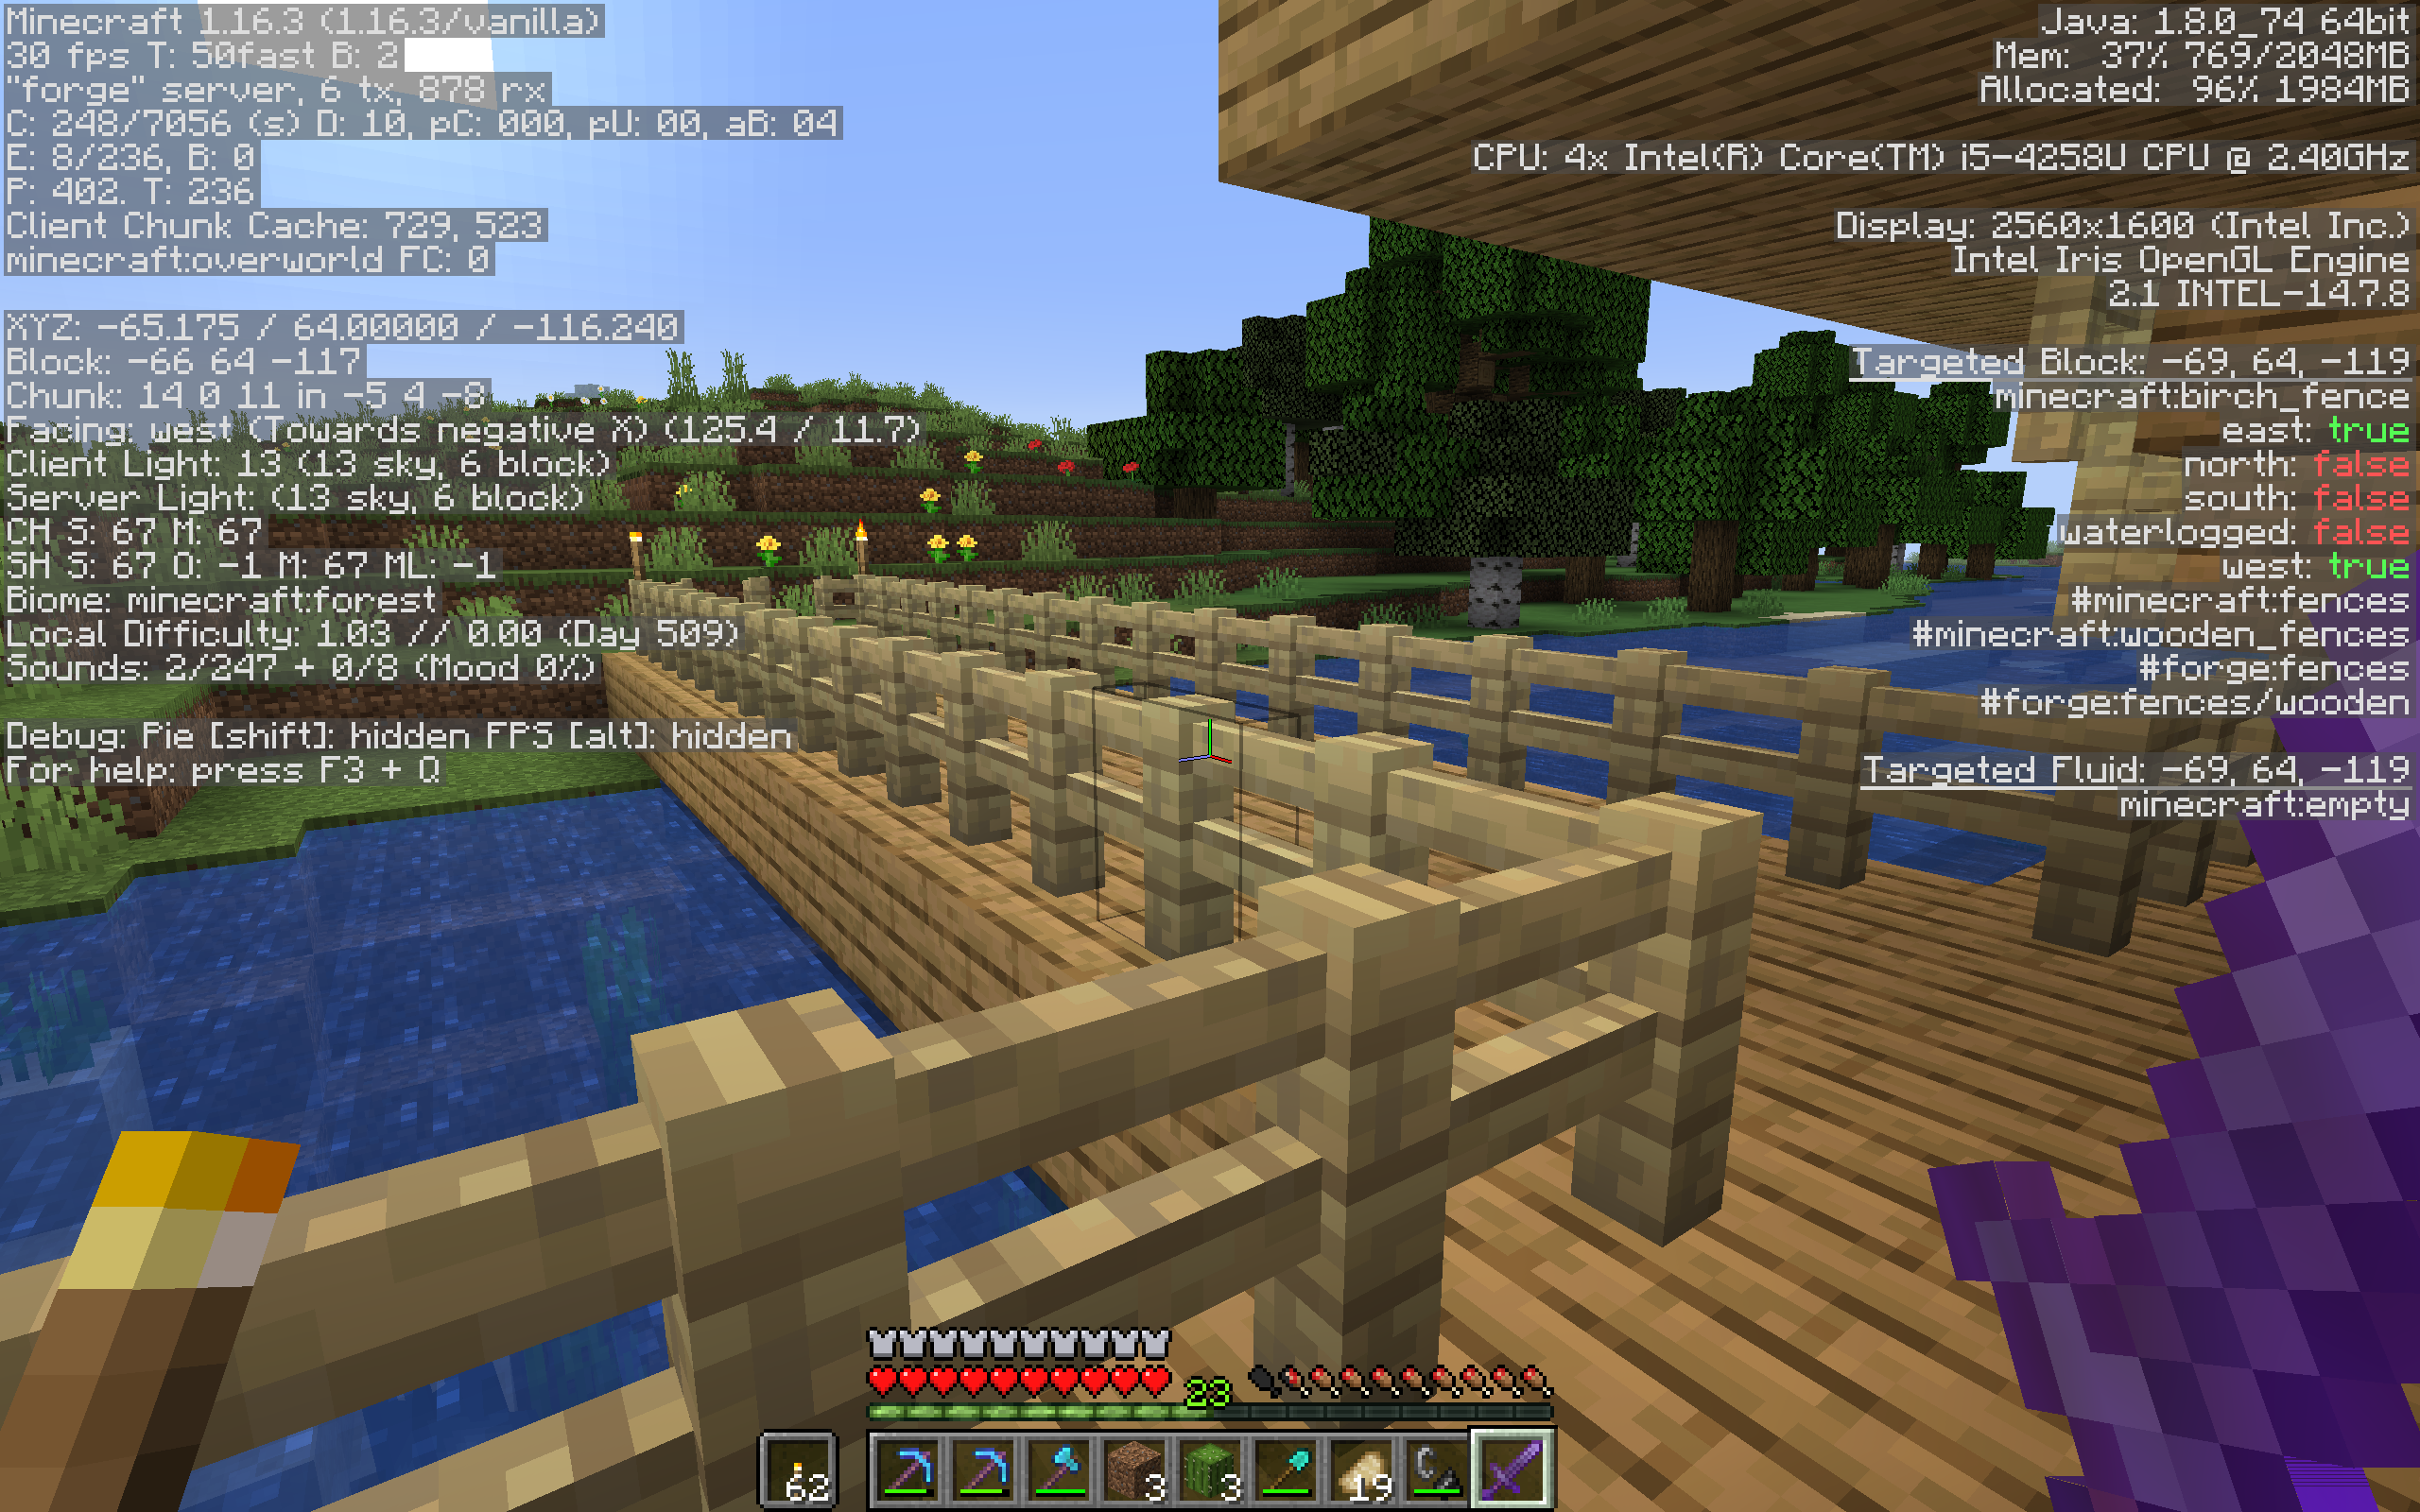 Minecraft 1.16.3 (1.16.3/vanilla)
30 fps T: 50fast B: 2
"forge" server, 6 tx, 878 rx
C: 248/7056 (s) D: 10, pC: 000, pU: 00, aB: 04
E: 8/236, B: 0
P: 402. T: 236
Client Chunk Cache: 729, 523
minecraft:overworld FC: 0
XYZ: -65.175 / 64.00000 / -116.240
Block: -66 64 -117
Chunk: 14 0 11 in -5 4 -8
Facing: west (Towards negative X) (125.4 / 11.7)
Client Light: 13 (13 sky, 6 block)
Server Light: (13 sky, 6 block)
CH S: 67 M: 67
SH S: 67 O: -1 M: 67 ML: -1
Biome: minecraft:forest
Local Difficulty: 1.03 // 0.00 (Day 509)
Sounds: 2/247 + 0/8 (Mood 0%)
Debug: Pie [shift]: hidden FPS [alt]: hidden
For help: press F3 + Q
Java: 1.8.0_74 64bit
Mem: 37% 769/2048MB
Allocated: 96% 1984MB
CPU: 4x Intel(R) Core(TM) i5-4258U CPU @ 2.40GHz
Display: 2560x1600 (Intel Inc.)
Intel Iris OpenGL Engine
2.1 INTEL-14.7.8
Targeted Block: -69, 64, -119
minecraft:birch_fence
east: true
north: false
south: false
waterlogged: false
west: true
#minecraft:fences
#minecraft:wooden_fences
#forge:fences
#forge:fences/wooden
Targeted Fluid: -69, 64, -119
minecraft:empty
23
62 3 3 19